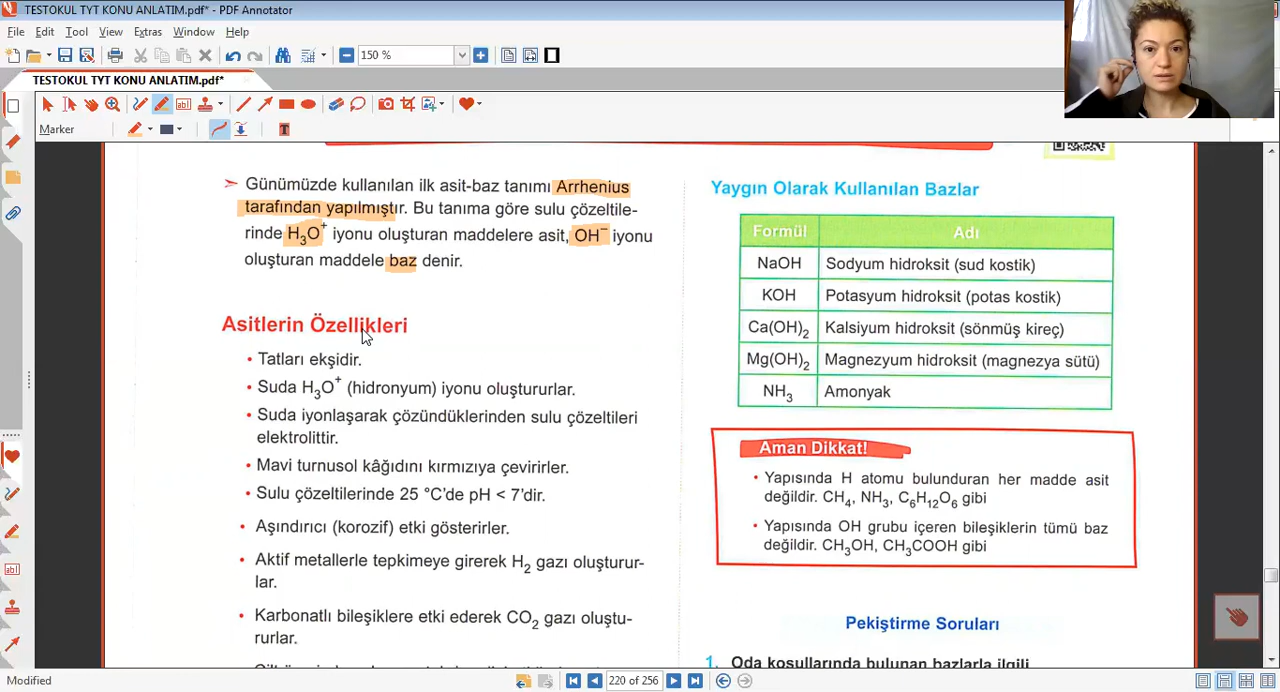 TESTOKUL TYT KONU ANLATIM.pdf* - PDF Annotator
File Edit Tool View Extras Window Help
150 %
TESTOKUL TYT KONU ANLATIM.pdf*
Marker
Günümüzde kullanılan ilk asit-baz tanımı Arrhenius
tarafından yapılmıştır. Bu tanıma göre sulu çözeltile-
rinde H₃O⁺ iyonu oluşturan maddelere asit, OH⁻ iyonu
oluşturan maddele baz denir.
Asitlerin Özellikleri
• Tatları ekşidir.
• Suda H₃O⁺ (hidronyum) iyonu oluştururlar.
• Suda iyonlaşarak çözündüklerinden sulu çözeltileri
elektrolittir.
• Mavi turnusol kâğıdını kırmızıya çevirirler.
• Sulu çözeltilerinde 25 °C'de pH < 7'dir.
• Aşındırıcı (korozif) etki gösterirler.
• Aktif metallerle tepkimeye girerek H₂ gazı oluşturur-
lar.
• Karbonatlı bileşiklere etki ederek CO₂ gazı oluştu-
rurlar.
Yaygın Olarak Kullanılan Bazlar
Formül Adı
NaOH Sodyum hidroksit (sud kostik)
KOH Potasyum hidroksit (potas kostik)
Ca(OH)₂ Kalsiyum hidroksit (sönmüş kireç)
Mg(OH)₂ Magnezyum hidroksit (magnezya sütü)
NH₃ Amonyak
Aman Dikkat!
• Yapısında H atomu bulunduran her madde asit
değildir. CH₄, NH₃, C₆H₁₂O₆ gibi
• Yapısında OH grubu içeren bileşiklerin tümü baz
değildir. CH₃OH, CH₃COOH gibi
Pekiştirme Soruları
1. Oda koşullarında bulunan bazlarla ilgili
Modified
220 of 256